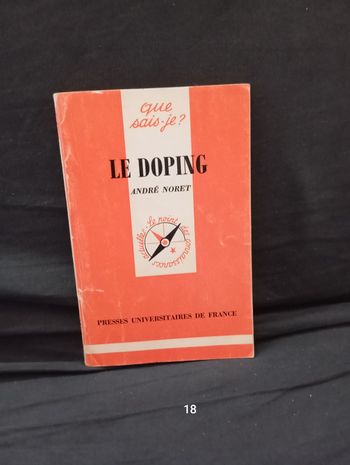 que
sais-je?
LE DOPING
ANDRÉ NORET
Le point des connaissances actuelles
PRESSES UNIVERSITAIRES DE FRANCE
18